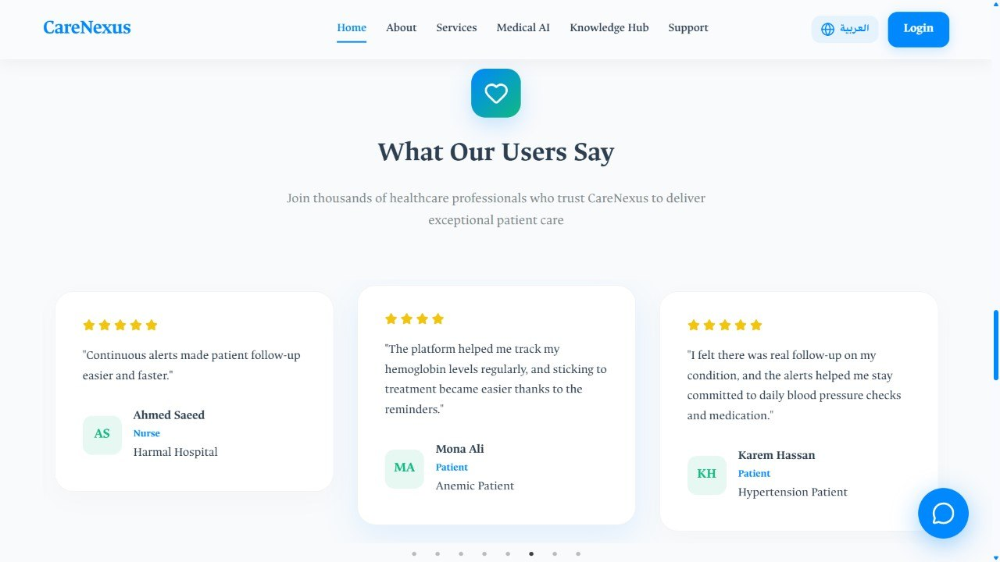 CareNexus
Home
About
Services
Medical AI
Knowledge Hub
Support
العربية
Login
What Our Users Say
Join thousands of healthcare professionals who trust CareNexus to deliver
exceptional patient care
"Continuous alerts made patient follow-up
easier and faster."
AS
Ahmed Saeed
Nurse
Harmal Hospital
"The platform helped me track my
hemoglobin levels regularly, and sticking to
treatment became easier thanks to the
reminders."
MA
Mona Ali
Patient
Anemic Patient
"I felt there was real follow-up on my
condition, and the alerts helped me stay
committed to daily blood pressure checks
and medication."
KH
Karem Hassan
Patient
Hypertension Patient